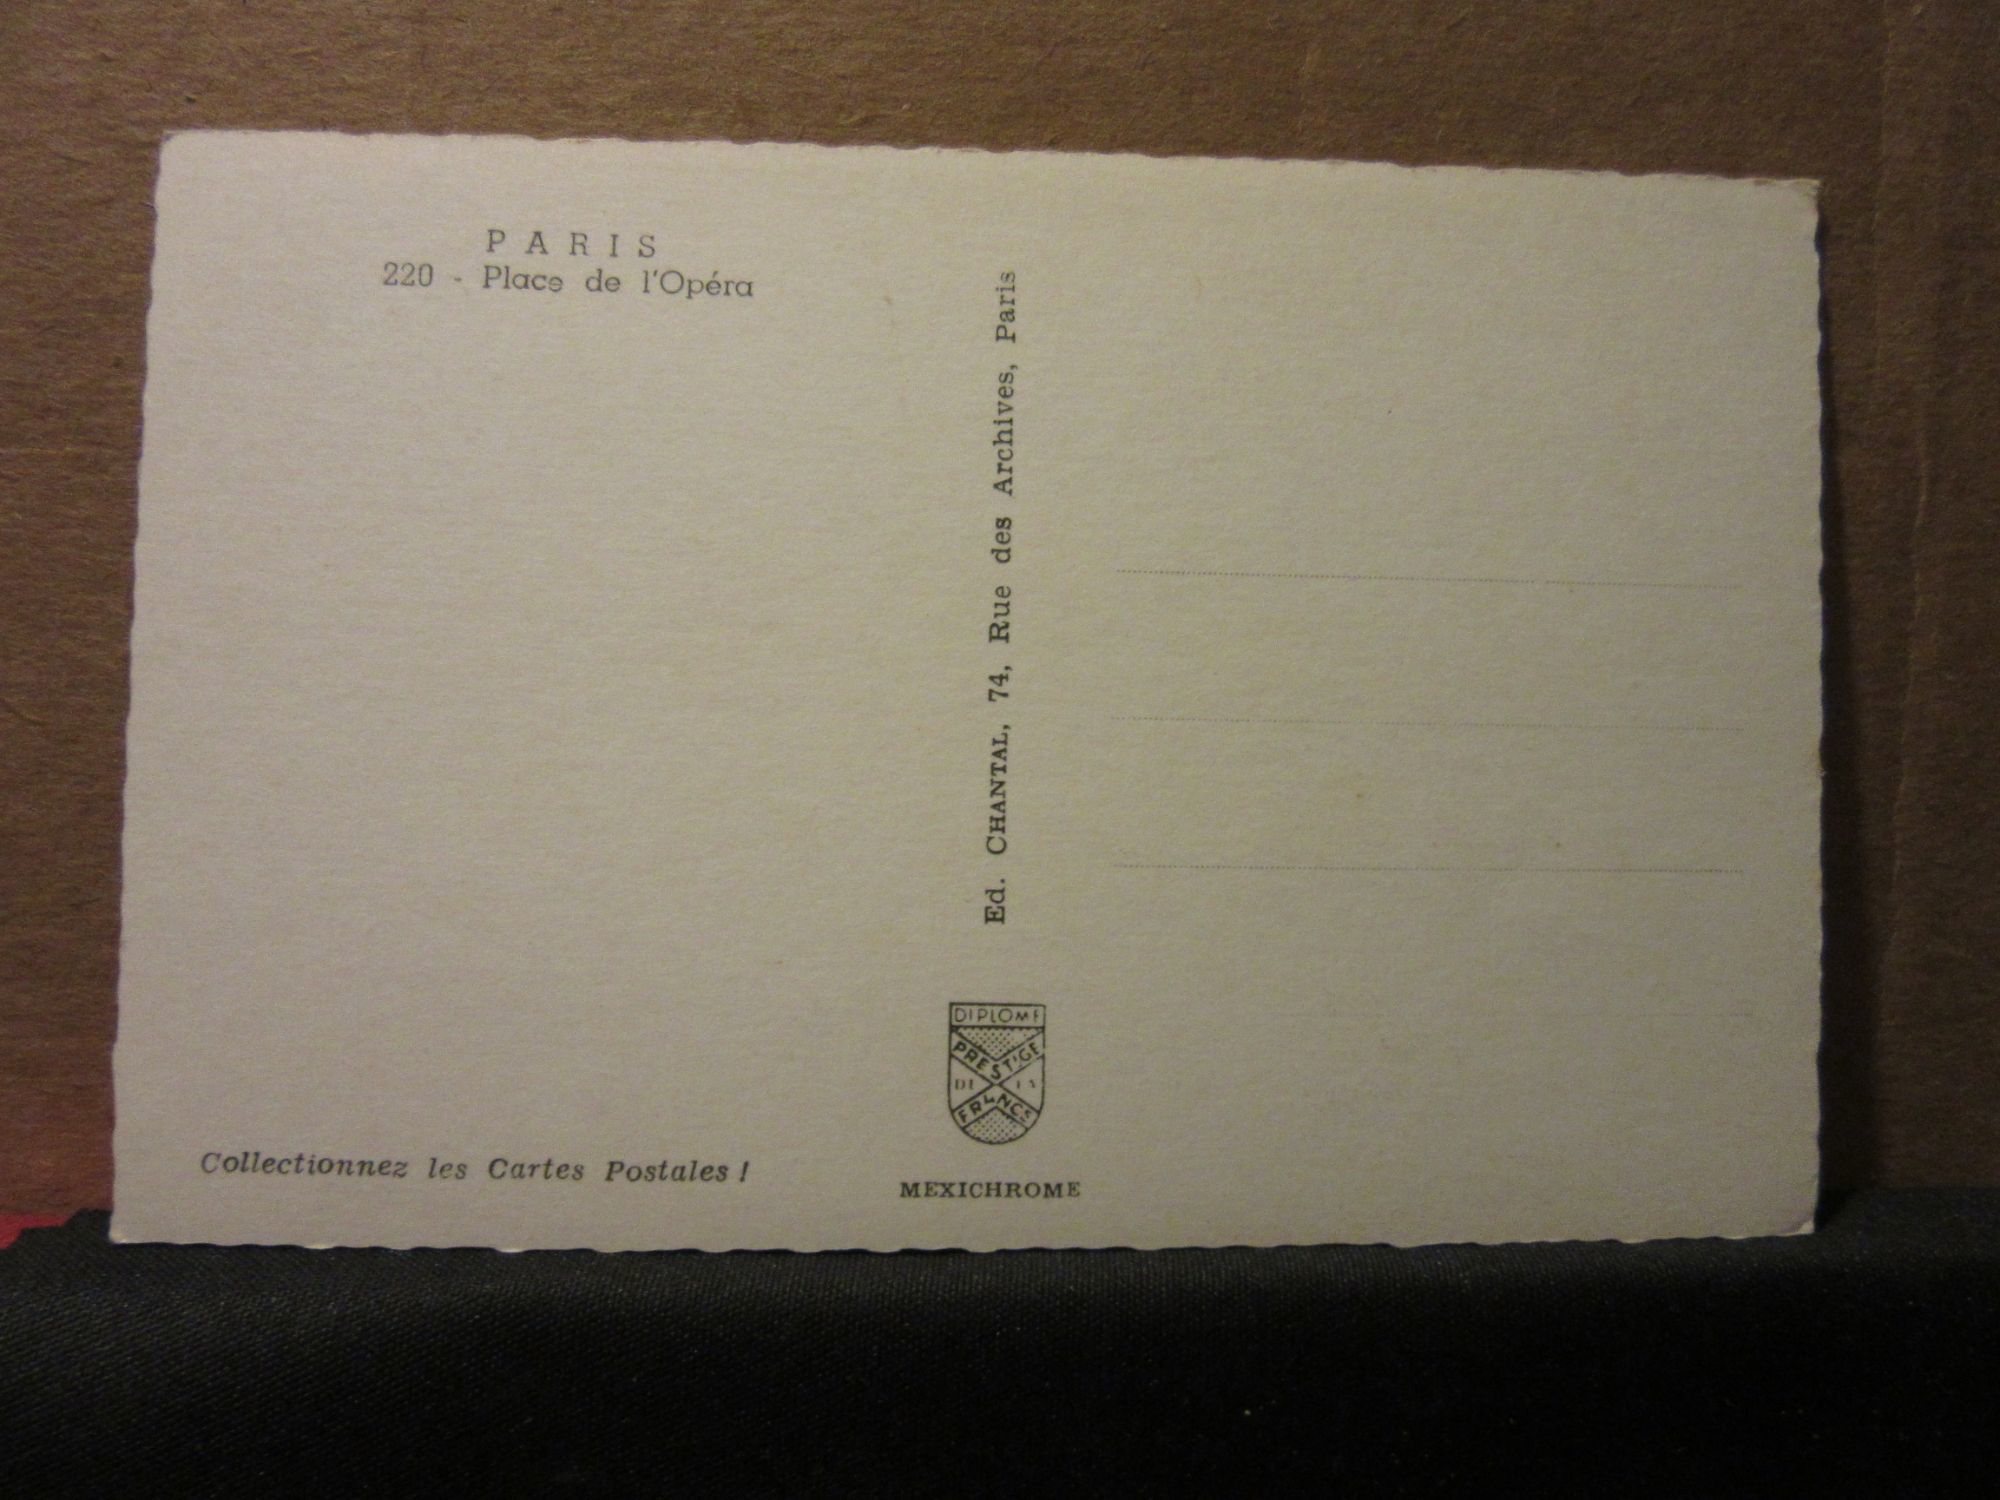 PARIS
220 - Place de l'Opéra
Ed. CHANTAL, 74, Rue des Archives, Paris
DIPLOME
PRESTIGE
DE LA
FRANCE
Collectionnez les Cartes Postales !
MEXICHROME